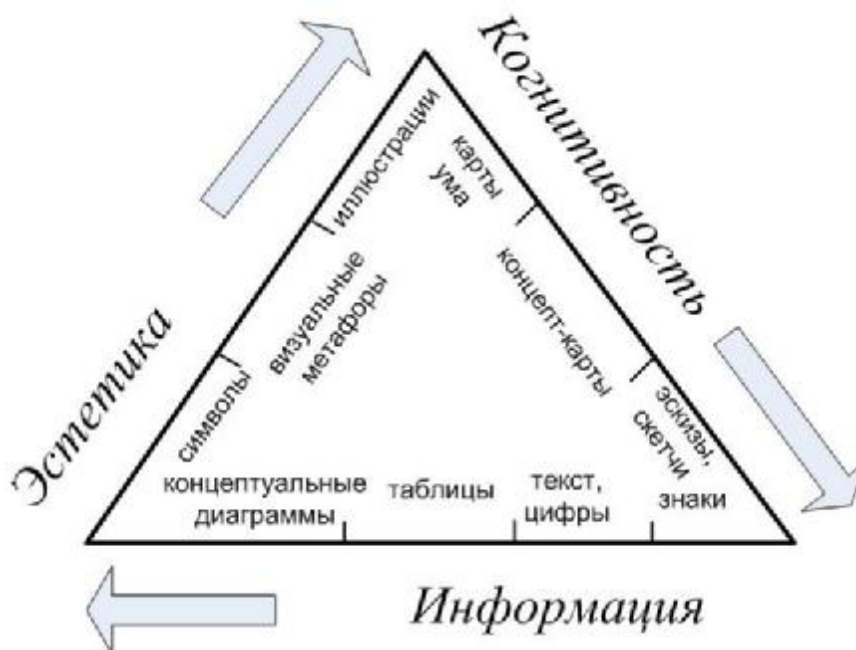 Когнитивность
Эстетика
иллюстрации
карты
ума
визуальные
метафоры
концепт-карты
символы
эскизы,
скетчи
концептуальные
диаграммы
таблицы
текст,
цифры
знаки
Информация